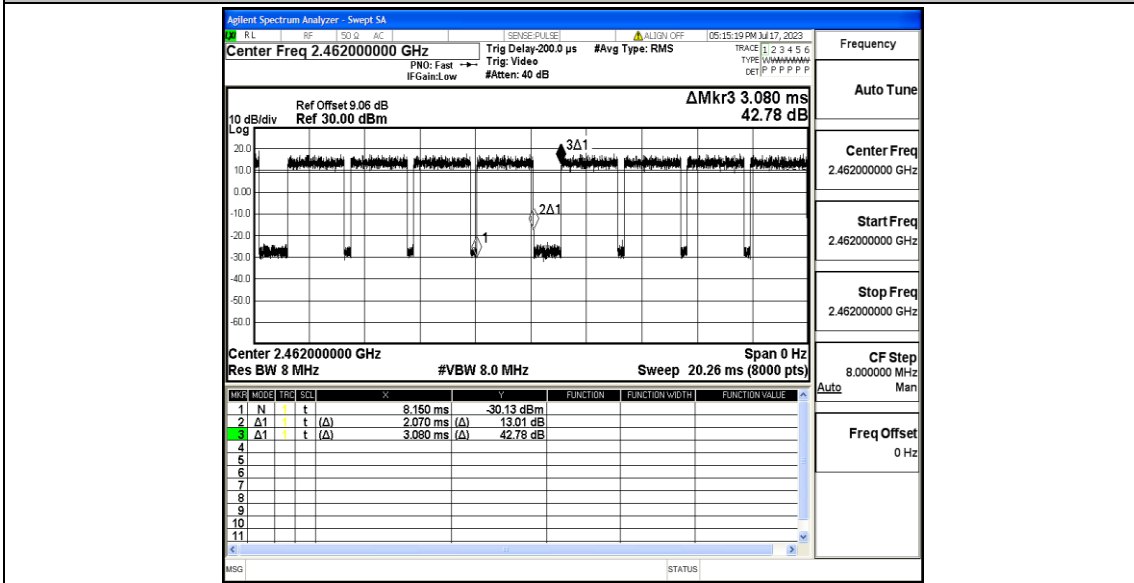 Agilent Spectrum Analyzer - Swept SA
RL RF 50 Ω AC SENSE:PULSE ALIGN OFF 05:15:19 PM Jul 17, 2023
Center Freq 2.462000000 GHz
PNO: Fast
IFGain:Low
Trig Delay-200.0 µs
Trig: Video
#Atten: 40 dB
#Avg Type: RMS
TRACE 1 2 3 4 5 6
TYPE WWWWWW
DET P P P P P P
Frequency
Auto Tune
Center Freq
2.462000000 GHz
Start Freq
2.462000000 GHz
Stop Freq
2.462000000 GHz
CF Step
8.000000 MHz
Auto Man
Freq Offset
0 Hz
ΔMkr3 3.080 ms
42.78 dB
Ref Offset 9.06 dB
10 dB/div Ref 30.00 dBm
Log
20.0
10.0
0.00
-10.0
-20.0
-30.0
-40.0
-50.0
-60.0
3Δ1
2Δ1
1
Center 2.462000000 GHz Span 0 Hz
Res BW 8 MHz #VBW 8.0 MHz Sweep 20.26 ms (8000 pts)
MKR MODE TRC SCL X Y FUNCTION FUNCTION WIDTH FUNCTION VALUE
1 N 1 t 8.150 ms -30.13 dBm
2 Δ1 1 t (Δ) 2.070 ms (Δ) 13.01 dB
3 Δ1 1 t (Δ) 3.080 ms (Δ) 42.78 dB
4
5
6
7
8
9
10
11
MSG STATUS